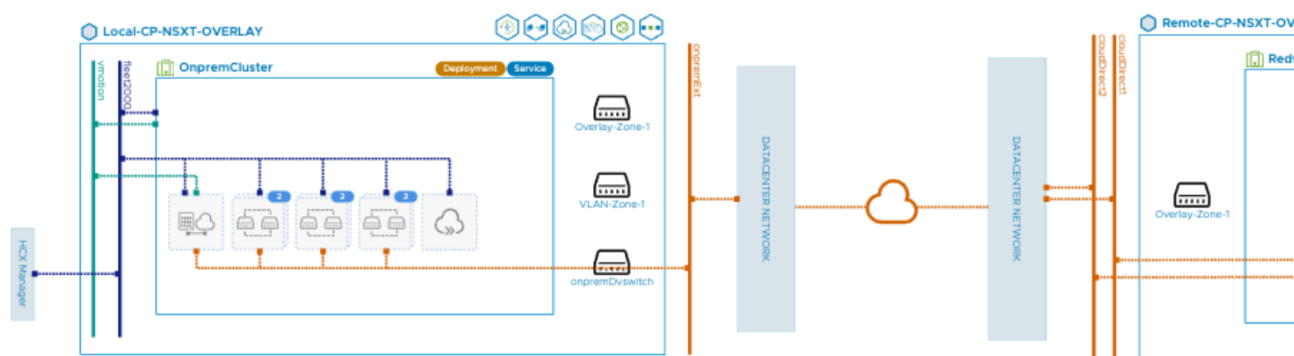 Local-CP-NSXT-OVERLAY
vmotion
fleet2000
OnpremCluster
Deployment
Service
Overlay-Zone-1
VLAN-Zone-1
onpremDvswitch
2
2
2
HCX Manager
onpremExt
DATACENTER NETWORK
DATACENTER NETWORK
cloudDirect2
cloudDirect1
Remote-CP-NSXT-OV
Overlay-Zone-1